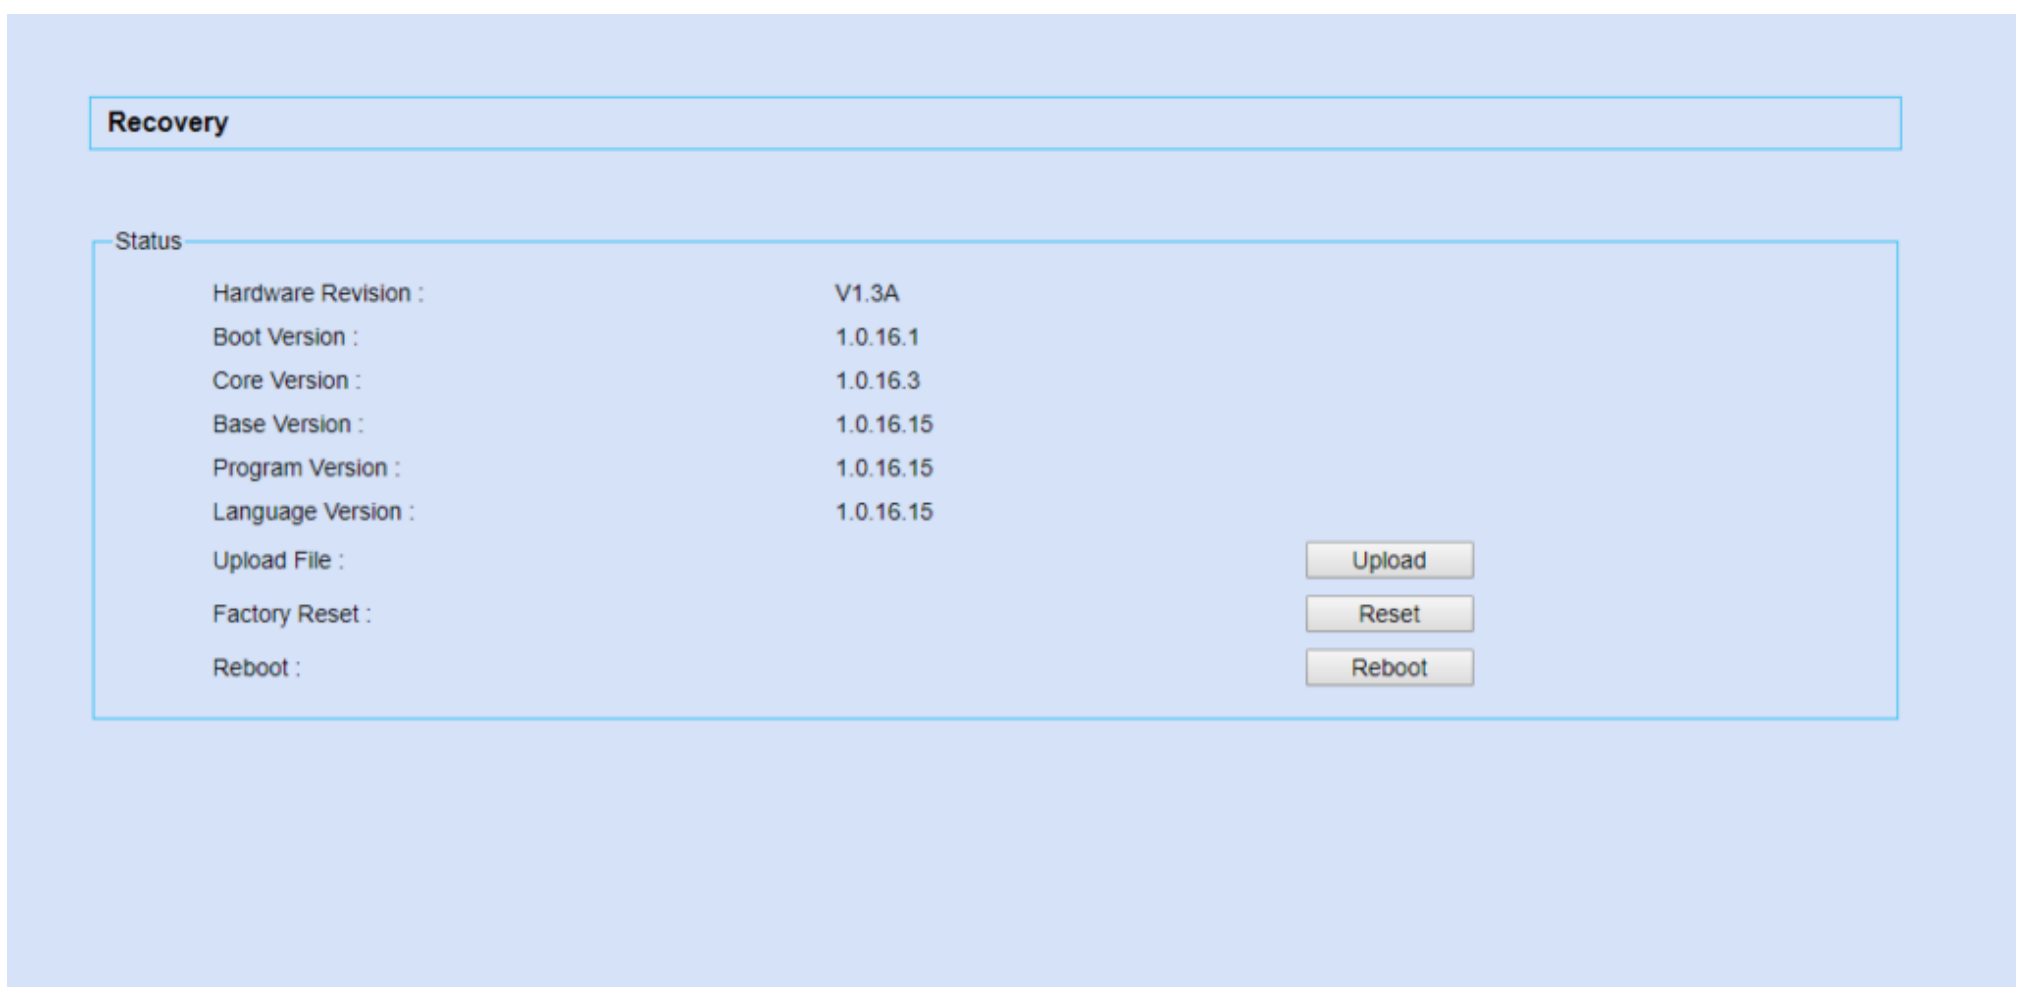 Recovery
Status
Hardware Revision : V1.3A
Boot Version : 1.0.16.1
Core Version : 1.0.16.3
Base Version : 1.0.16.15
Program Version : 1.0.16.15
Language Version : 1.0.16.15
Upload File : Upload
Factory Reset : Reset
Reboot : Reboot